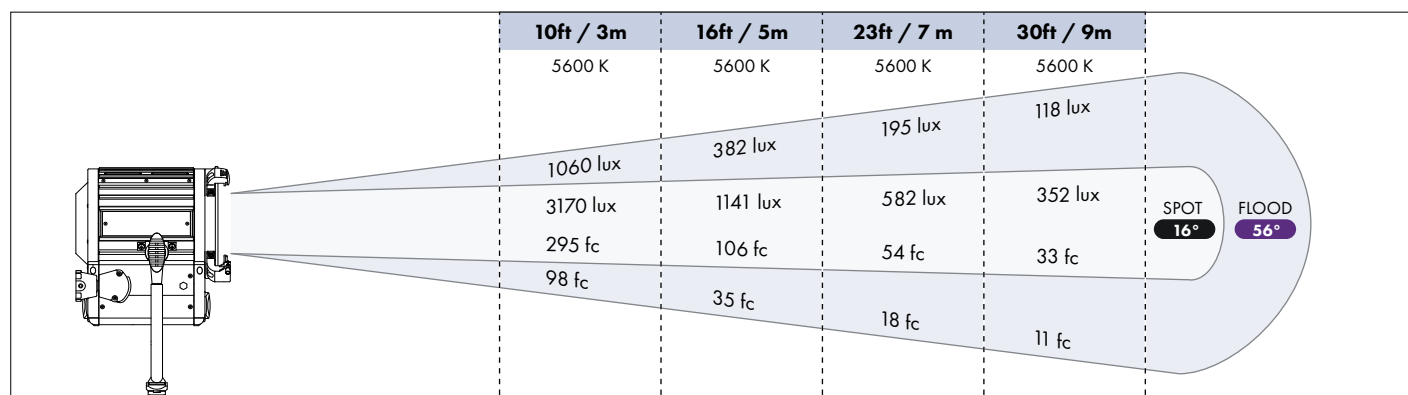 10ft / 3m 16ft / 5m 23ft / 7 m 30ft / 9m
5600 K 5600 K 5600 K 5600 K
1060 lux 382 lux 195 lux 118 lux
3170 lux 1141 lux 582 lux 352 lux
295 fc 106 fc 54 fc 33 fc
98 fc 35 fc 18 fc 11 fc
SPOT FLOOD
16° 56°